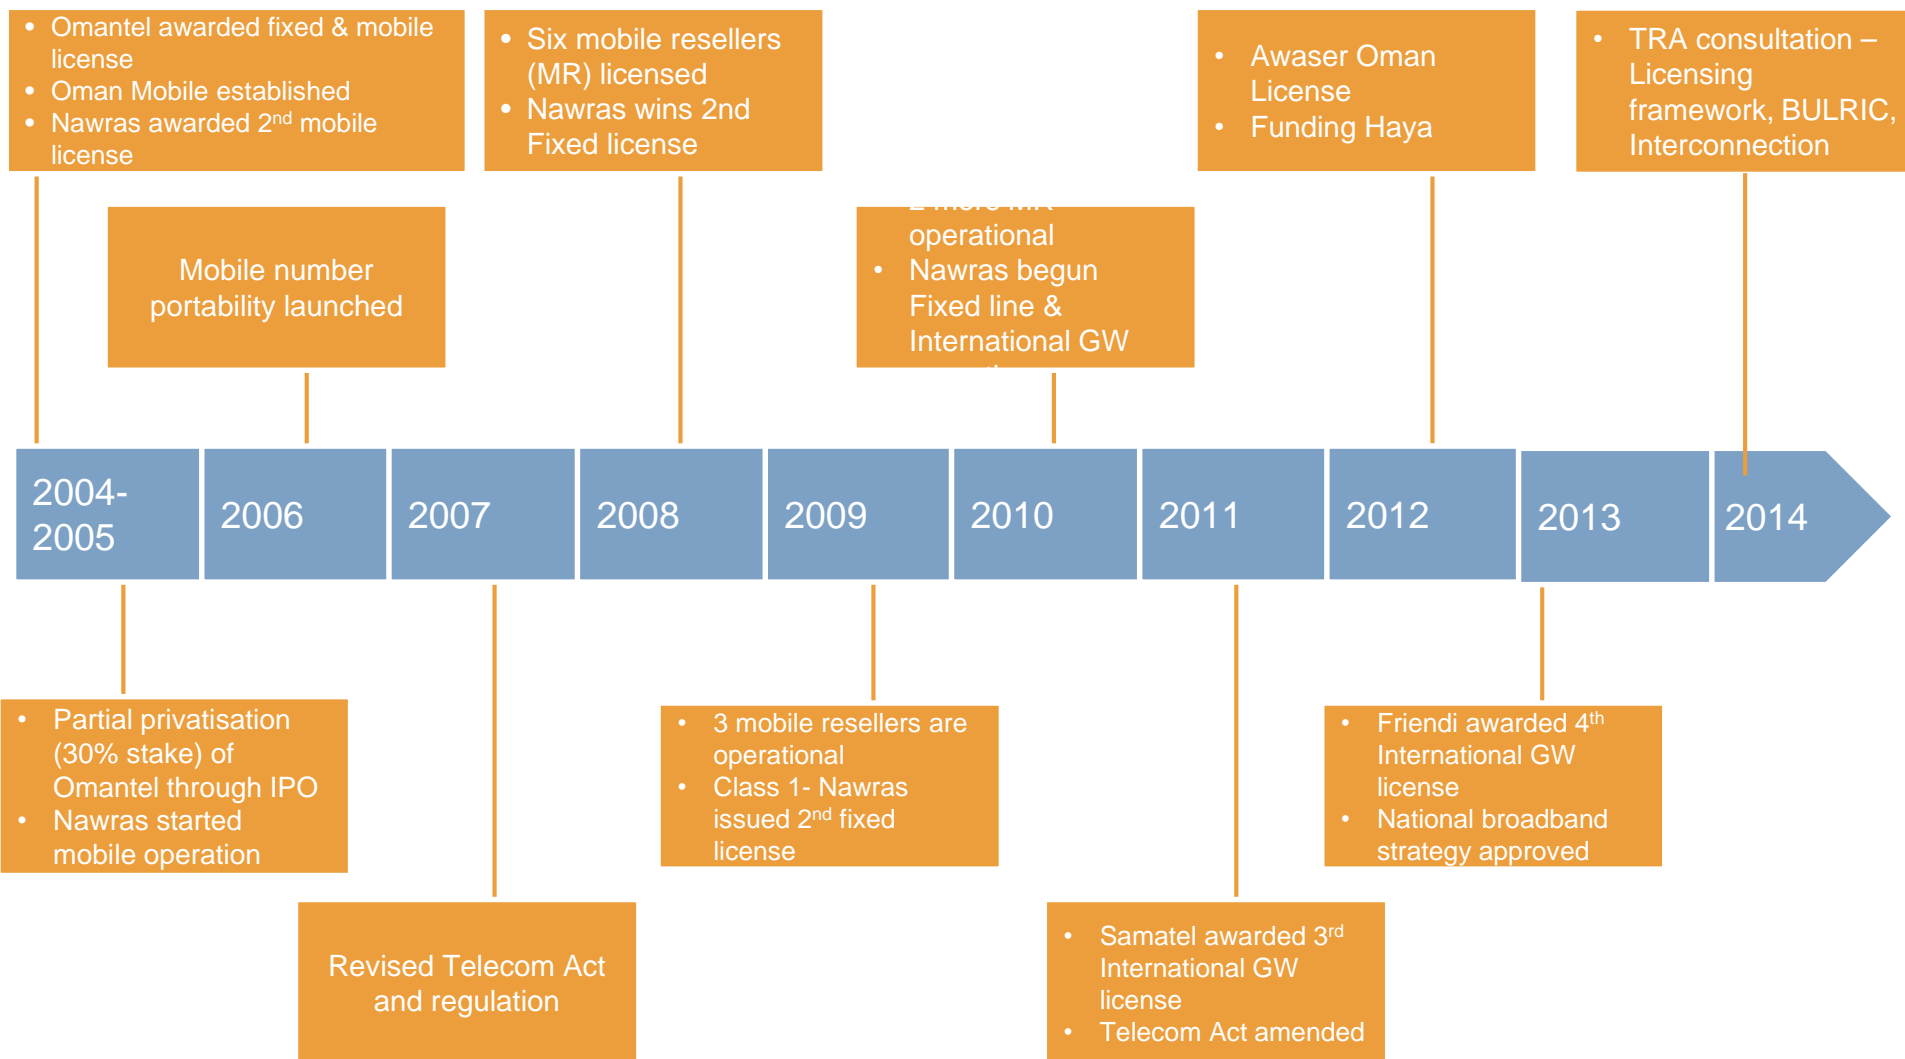 • Omantel awarded fixed & mobile
license
• Oman Mobile established
• Nawras awarded 2nd mobile
license
• Six mobile resellers
(MR) licensed
• Nawras wins 2nd
Fixed license
• Awaser Oman
License
• Funding Haya
• TRA consultation –
Licensing
framework, BULRIC,
Interconnection
Mobile number
portability launched
operational
• Nawras begun
Fixed line &
International GW
2004-
2005
2006
2007
2008
2009
2010
2011
2012
2013
2014
• Partial privatisation
(30% stake) of
Omantel through IPO
• Nawras started
mobile operation
• 3 mobile resellers are
operational
• Class 1- Nawras
issued 2nd fixed
license
• Friendi awarded 4th
International GW
license
• National broadband
strategy approved
Revised Telecom Act
and regulation
• Samatel awarded 3rd
International GW
license
• Telecom Act amended